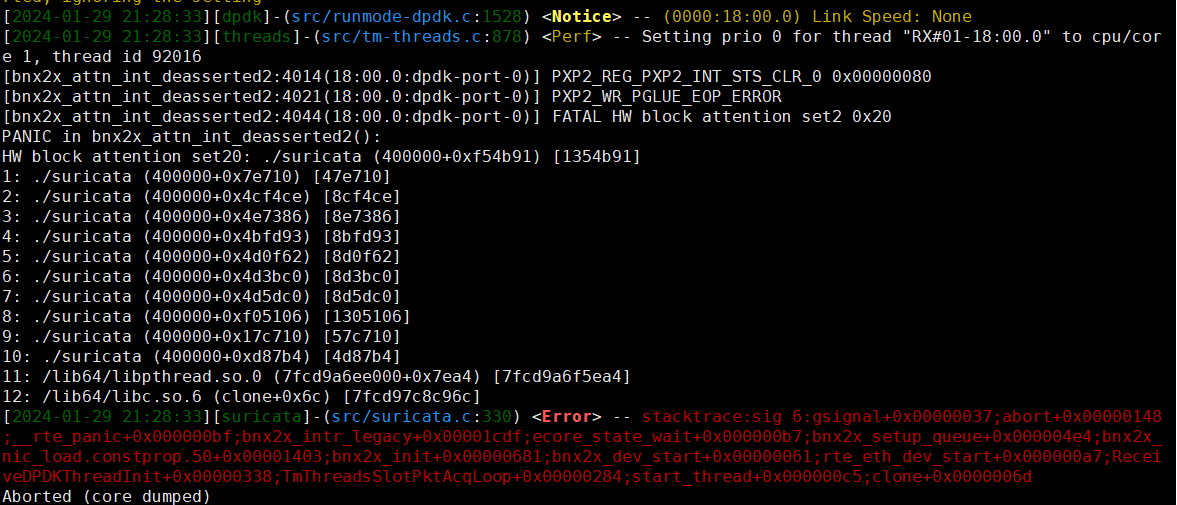 [2024-01-29 21:28:33][dpdk]-(src/runmode-dpdk.c:1528) <Notice> -- (0000:18:00.0) Link Speed: None
[2024-01-29 21:28:33][threads]-(src/tm-threads.c:878) <Perf> -- Setting prio 0 for thread "RX#01-18:00.0" to cpu/cor
e 1, thread id 92016
[bnx2x_attn_int_deasserted2:4014(18:00.0:dpdk-port-0)] PXP2_REG_PXP2_INT_STS_CLR_0 0x00000080
[bnx2x_attn_int_deasserted2:4021(18:00.0:dpdk-port-0)] PXP2_WR_PGLUE_EOP_ERROR
[bnx2x_attn_int_deasserted2:4044(18:00.0:dpdk-port-0)] FATAL HW block attention set2 0x20
PANIC in bnx2x_attn_int_deasserted2():
HW block attention set20: ./suricata (400000+0xf54b91) [1354b91]
1: ./suricata (400000+0x7e710) [47e710]
2: ./suricata (400000+0x4cf4ce) [8cf4ce]
3: ./suricata (400000+0x4e7386) [8e7386]
4: ./suricata (400000+0x4bfd93) [8bfd93]
5: ./suricata (400000+0x4d0f62) [8d0f62]
6: ./suricata (400000+0x4d3bc0) [8d3bc0]
7: ./suricata (400000+0x4d5dc0) [8d5dc0]
8: ./suricata (400000+0xf05106) [1305106]
9: ./suricata (400000+0x17c710) [57c710]
10: ./suricata (400000+0xd87b4) [4d87b4]
11: /lib64/libpthread.so.0 (7fcd9a6ee000+0x7ea4) [7fcd9a6f5ea4]
12: /lib64/libc.so.6 (clone+0x6c) [7fcd97c8c96c]
[2024-01-29 21:28:33][suricata]-(src/suricata.c:330) <Error> -- stacktrace:sig 6:gsignal+0x00000037;abort+0x00000148
;__rte_panic+0x000000bf;bnx2x_intr_legacy+0x00001cdf;ecore_state_wait+0x000000b7;bnx2x_setup_queue+0x000004e4;bnx2x_
nic_load.constprop.50+0x00001403;bnx2x_init+0x00000681;bnx2x_dev_start+0x00000061;rte_eth_dev_start+0x000000a7;Recei
veDPDKThreadInit+0x00000338;TmThreadsSlotPktAcqLoop+0x00000284;start_thread+0x000000c5;clone+0x0000006d
Aborted (core dumped)